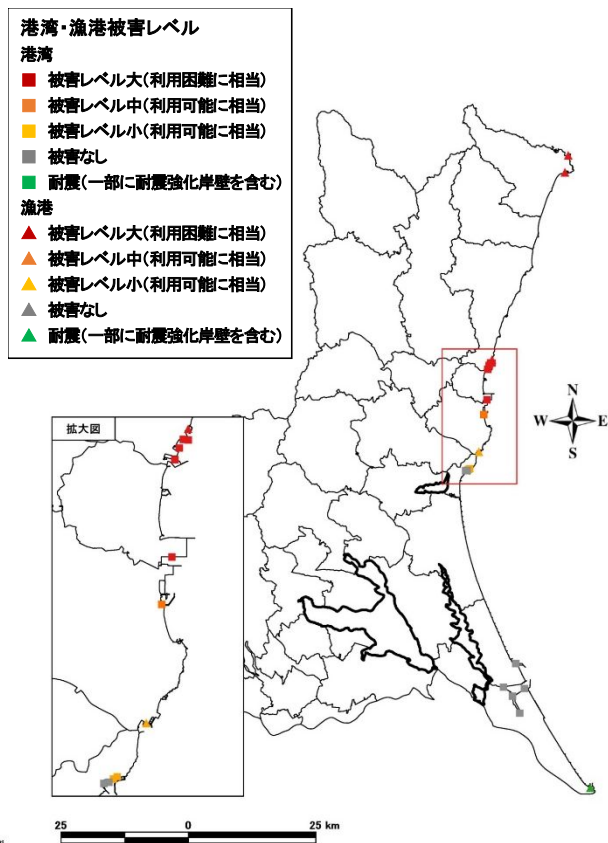 港湾・漁港被害レベル
港湾
被害レベル大(利用困難に相当)
被害レベル中(利用可能に相当)
被害レベル小(利用可能に相当)
被害なし
耐震(一部に耐震強化岸壁を含む)
漁港
被害レベル大(利用困難に相当)
被害レベル中(利用可能に相当)
被害レベル小(利用可能に相当)
被害なし
耐震(一部に耐震強化岸壁を含む)
N
W E
S
拡大図
25 0 25 km